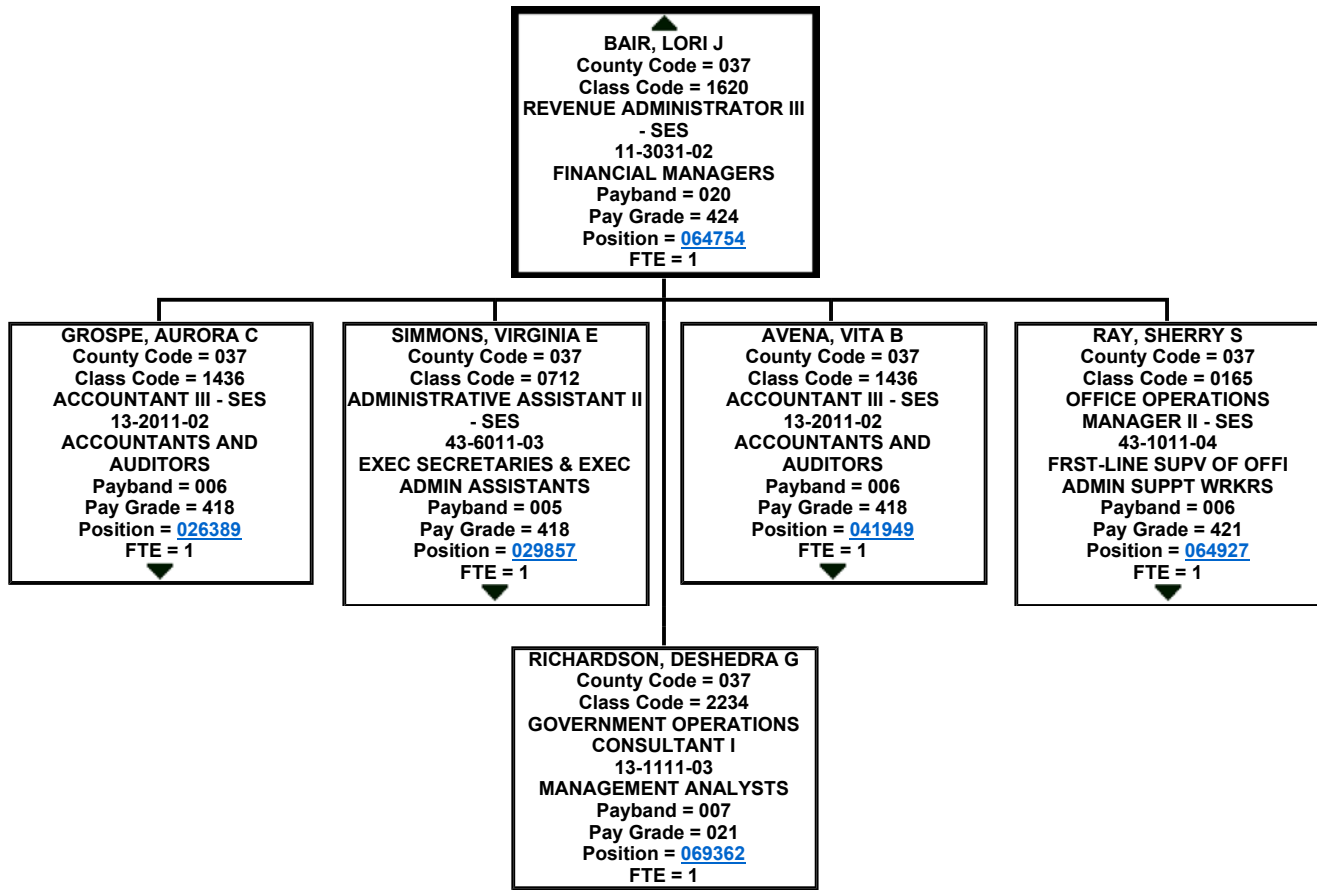 BAIR, LORI J
County Code = 037
Class Code = 1620
REVENUE ADMINISTRATOR III
- SES
11-3031-02
FINANCIAL MANAGERS
Payband = 020
Pay Grade = 424
Position = 064754
FTE = 1
GROSPE, AURORA C
County Code = 037
Class Code = 1436
ACCOUNTANT III - SES
13-2011-02
ACCOUNTANTS AND
AUDITORS
Payband = 006
Pay Grade = 418
Position = 026389
FTE = 1
SIMMONS, VIRGINIA E
County Code = 037
Class Code = 0712
ADMINISTRATIVE ASSISTANT II
- SES
43-6011-03
EXEC SECRETARIES & EXEC
ADMIN ASSISTANTS
Payband = 005
Pay Grade = 418
Position = 029857
FTE = 1
AVENA, VITA B
County Code = 037
Class Code = 1436
ACCOUNTANT III - SES
13-2011-02
ACCOUNTANTS AND
AUDITORS
Payband = 006
Pay Grade = 418
Position = 041949
FTE = 1
RAY, SHERRY S
County Code = 037
Class Code = 0165
OFFICE OPERATIONS
MANAGER II - SES
43-1011-04
FRST-LINE SUPV OF OFFI
ADMIN SUPPT WRKRS
Payband = 006
Pay Grade = 421
Position = 064927
FTE = 1
RICHARDSON, DESHEDRA G
County Code = 037
Class Code = 2234
GOVERNMENT OPERATIONS
CONSULTANT I
13-1111-03
MANAGEMENT ANALYSTS
Payband = 007
Pay Grade = 021
Position = 069362
FTE = 1